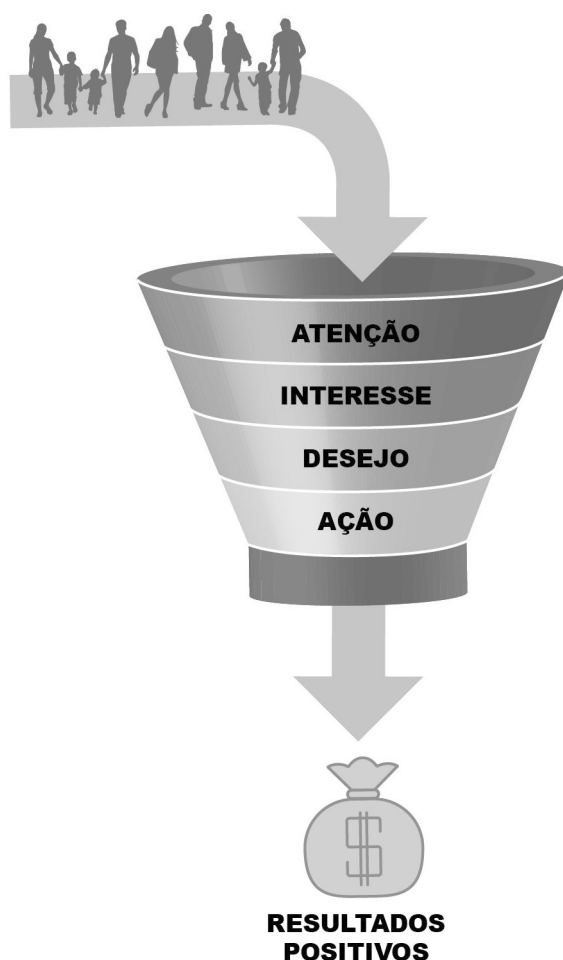 ATENÇÃO
INTERESSE
DESEJO
AÇÃO
$
RESULTADOS
POSITIVOS